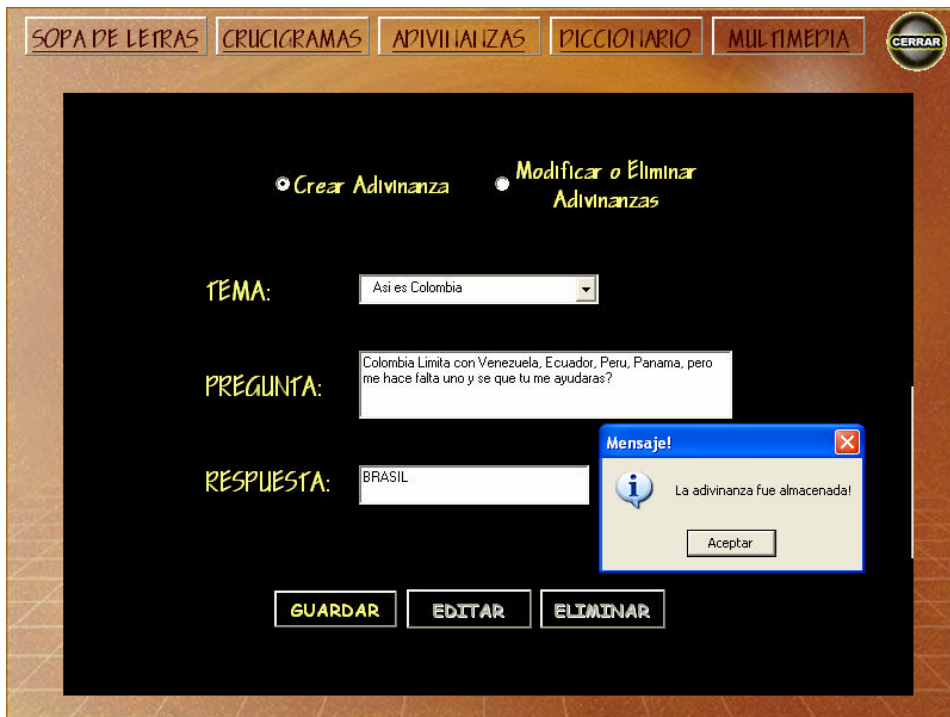 SOPA DE LETRAS
CRUCIGRAMAS
ADIVINANZAS
DICCIONARIO
MULTIMEDIA
CERRAR
Crear Adivinanza
Modificar o Eliminar
Adivinanzas
TEMA:
Asi es Colombia
PREGUNTA:
Colombia Limita con Venezuela, Ecuador, Peru, Panama, pero
me hace falta uno y se que tu me ayudaras?
RESPUESTA:
BRASIL
Mensaje!
La adivinanza fue almacenada!
Aceptar
GUARDAR
EDITAR
ELIMINAR